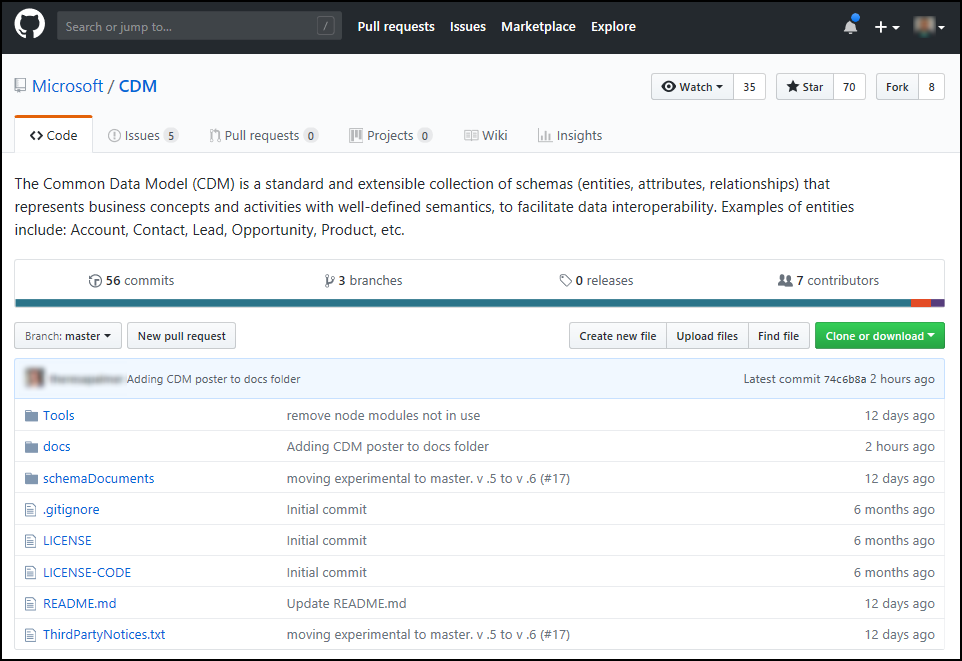 Search or jump to... /
Pull requests Issues Marketplace Explore
Microsoft / CDM
Watch 35 Star 70 Fork 8
Code Issues 5 Pull requests 0 Projects 0 Wiki Insights
The Common Data Model (CDM) is a standard and extensible collection of schemas (entities, attributes, relationships) that
represents business concepts and activities with well-defined semantics, to facilitate data interoperability. Examples of entities
include: Account, Contact, Lead, Opportunity, Product, etc.
56 commits 3 branches 0 releases 7 contributors
Branch: master New pull request Create new file Upload files Find file Clone or download
Adding CDM poster to docs folder Latest commit 74c6b8a 2 hours ago
Tools remove node modules not in use 12 days ago
docs Adding CDM poster to docs folder 2 hours ago
schemaDocuments moving experimental to master. v .5 to v .6 (#17) 12 days ago
.gitignore Initial commit 6 months ago
LICENSE Initial commit 6 months ago
LICENSE-CODE Initial commit 6 months ago
README.md Update README.md 12 days ago
ThirdPartyNotices.txt moving experimental to master. v .5 to v .6 (#17) 12 days ago